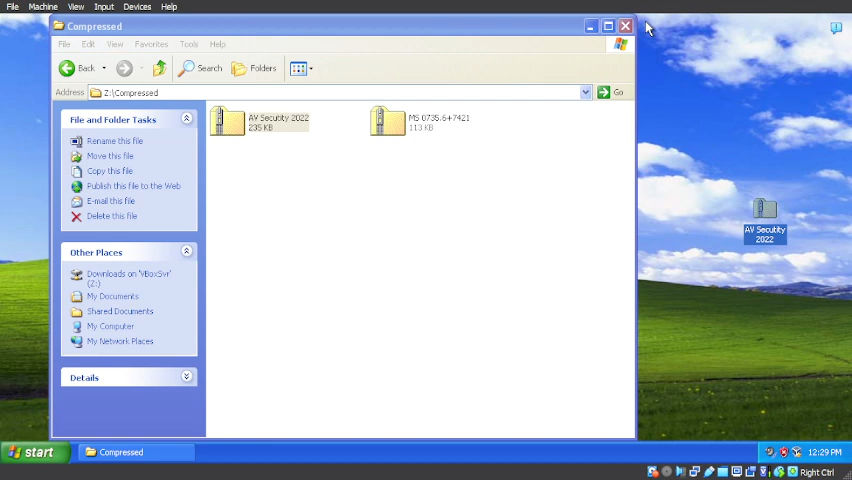 File Machine View Input Devices Help
Compressed
File Edit View Favorites Tools Help
Back Search Folders
Address Z:\Compressed Go
File and Folder Tasks
Rename this file
Move this file
Copy this file
Publish this file to the Web
E-mail this file
Delete this file
Other Places
Downloads on 'VBoxSvr'
(Z:)
My Documents
Shared Documents
My Computer
My Network Places
Details
AV Secutity 2022
235 KB
MS 0735.6+7421
113 KB
AV Secutity
2022
start Compressed 12:29 PM
Right Ctrl